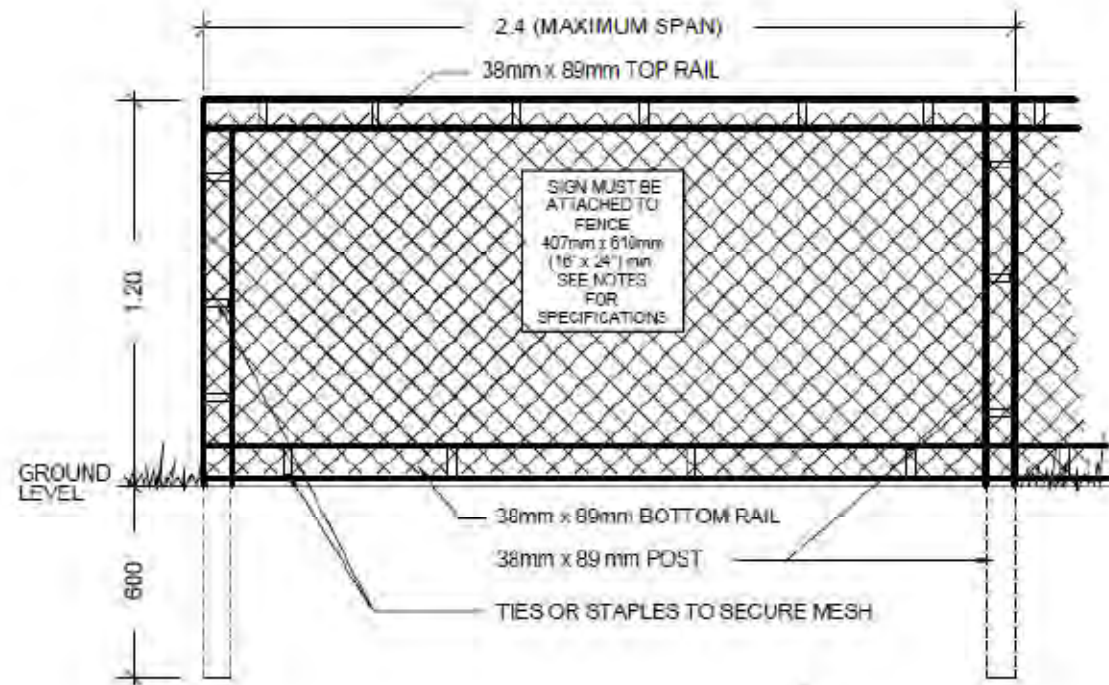 2.4 (MAXIMUM SPAN)
38mm x 89mm TOP RAIL
SIGN MUST BE
ATTACHED TO
FENCE
407mm x 610mm
(16" x 24") min
SEE NOTES
FOR
SPECIFICATIONS
1.20
GROUND
LEVEL
38mm x 89mm BOTTOM RAIL
38mm x 89 mm POST
600
TIES OR STAPLES TO SECURE MESH